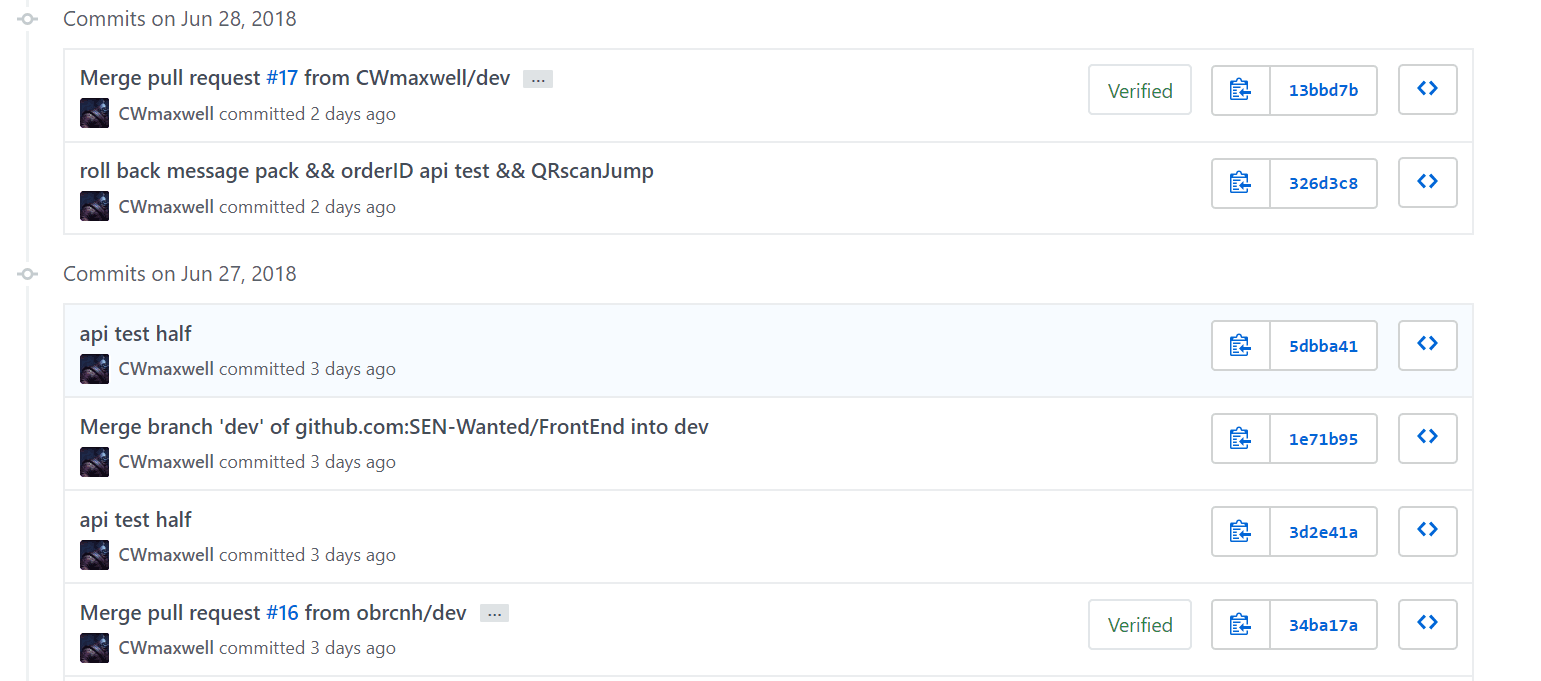 Commits on Jun 28, 2018
Merge pull request #17 from CWmaxwell/dev ...
Verified
13bbd7b
CWmaxwell committed 2 days ago
roll back message pack && orderID api test && QRscanJump
326d3c8
CWmaxwell committed 2 days ago
Commits on Jun 27, 2018
api test half
5dbba41
CWmaxwell committed 3 days ago
Merge branch 'dev' of github.com:SEN-Wanted/FrontEnd into dev
1e71b95
CWmaxwell committed 3 days ago
api test half
3d2e41a
CWmaxwell committed 3 days ago
Merge pull request #16 from obrcnh/dev ...
Verified
34ba17a
CWmaxwell committed 3 days ago